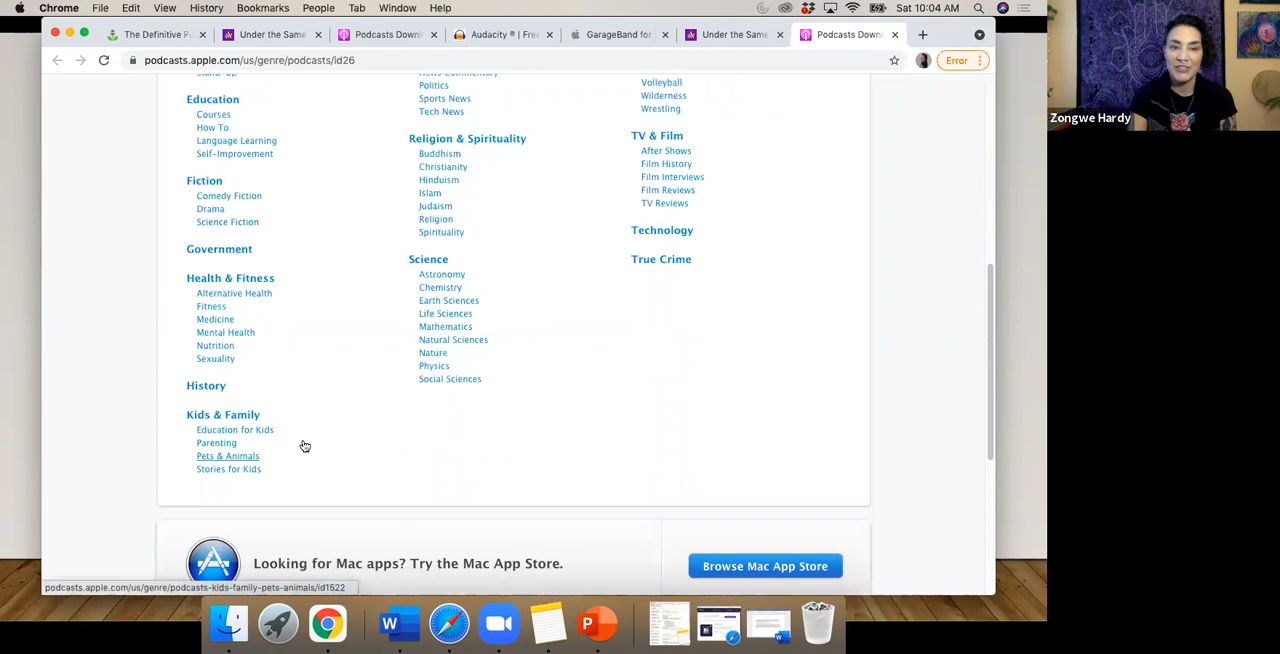 Chrome File Edit View History Bookmarks People Tab Window Help
Sat 10:04 AM
The Definitive Po
Under the Same
Podcasts Downl
Audacity ® | Free
GarageBand for
Under the Same
Podcasts Downl
podcasts.apple.com/us/genre/podcasts/id26
Error
Stand-Up
Education
Courses
How To
Language Learning
Self-Improvement
Fiction
Comedy Fiction
Drama
Science Fiction
Government
Health & Fitness
Alternative Health
Fitness
Medicine
Mental Health
Nutrition
Sexuality
History
Kids & Family
Education for Kids
Parenting
Pets & Animals
Stories for Kids
News Commentary
Politics
Sports News
Tech News
Religion & Spirituality
Buddhism
Christianity
Hinduism
Islam
Judaism
Religion
Spirituality
Science
Astronomy
Chemistry
Earth Sciences
Life Sciences
Mathematics
Natural Sciences
Nature
Physics
Social Sciences
Volleyball
Wilderness
Wrestling
TV & Film
After Shows
Film History
Film Interviews
Film Reviews
TV Reviews
Technology
True Crime
Looking for Mac apps? Try the Mac App Store.
Browse Mac App Store
podcasts.apple.com/us/genre/podcasts-kids-family-pets-animals/id1522
W
P
Zongwe Hardy